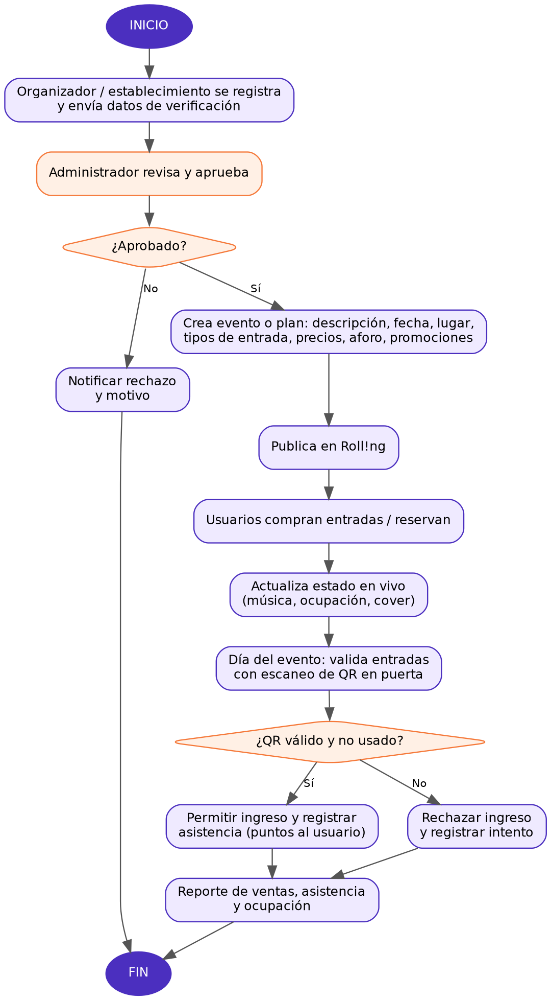 INICIO
Organizador / establecimiento se registra
y envía datos de verificación
Administrador revisa y aprueba
¿Aprobado?
No
Sí
Crea evento o plan: descripción, fecha, lugar,
tipos de entrada, precios, aforo, promociones
Notificar rechazo
y motivo
Publica en Roll!ng
Usuarios compran entradas / reservan
Actualiza estado en vivo
(música, ocupación, cover)
Día del evento: valida entradas
con escaneo de QR en puerta
¿QR válido y no usado?
Sí
No
Permitir ingreso y registrar
asistencia (puntos al usuario)
Rechazar ingreso
y registrar intento
Reporte de ventas, asistencia
y ocupación
FIN